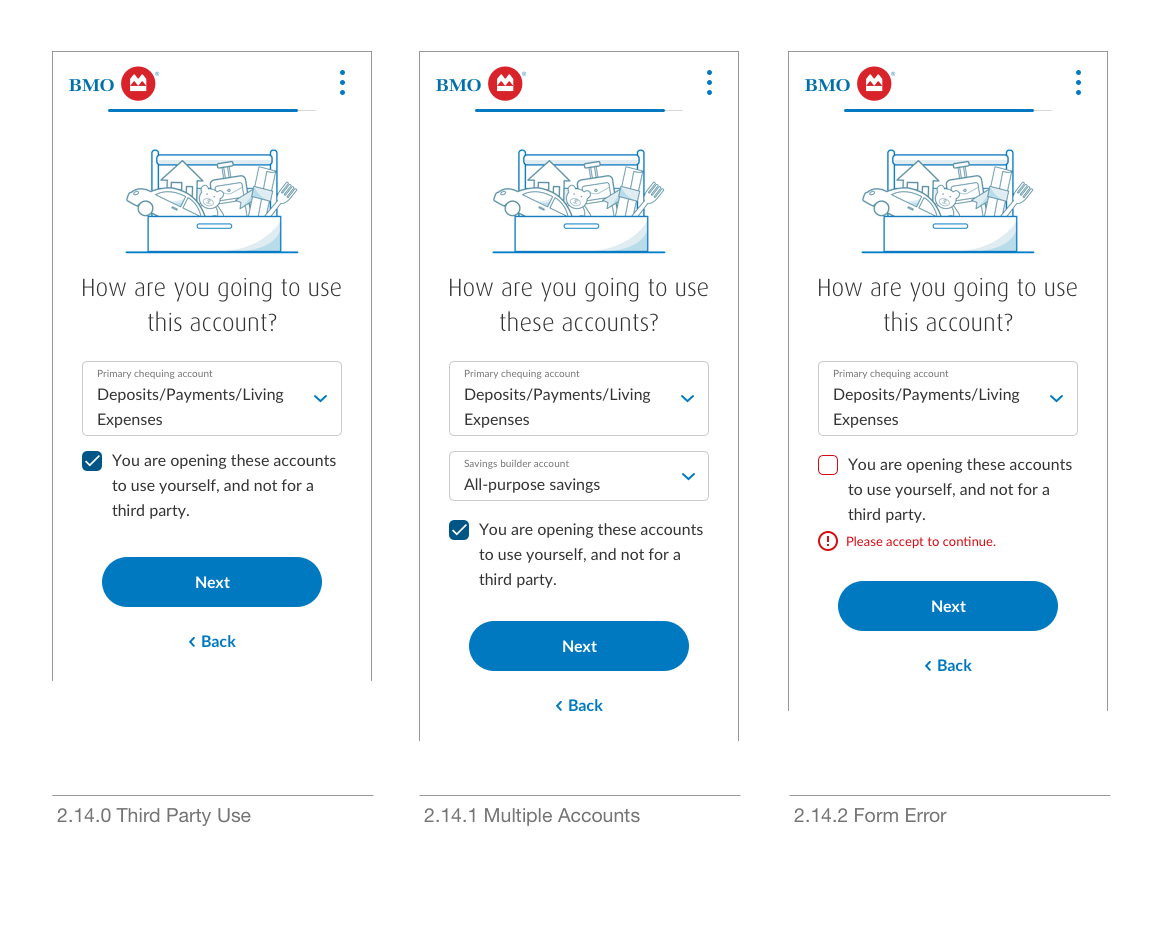 BMO
How are you going to use
this account?
Primary chequing account
Deposits/Payments/Living
Expenses
You are opening these accounts
to use yourself, and not for a
third party.
Next
Back
2.14.0 Third Party Use
BMO
How are you going to use
these accounts?
Primary chequing account
Deposits/Payments/Living
Expenses
Savings builder account
All-purpose savings
You are opening these accounts
to use yourself, and not for a
third party.
Next
Back
2.14.1 Multiple Accounts
BMO
How are you going to use
this account?
Primary chequing account
Deposits/Payments/Living
Expenses
You are opening these accounts
to use yourself, and not for a
third party.
Please accept to continue.
Next
Back
2.14.2 Form Error